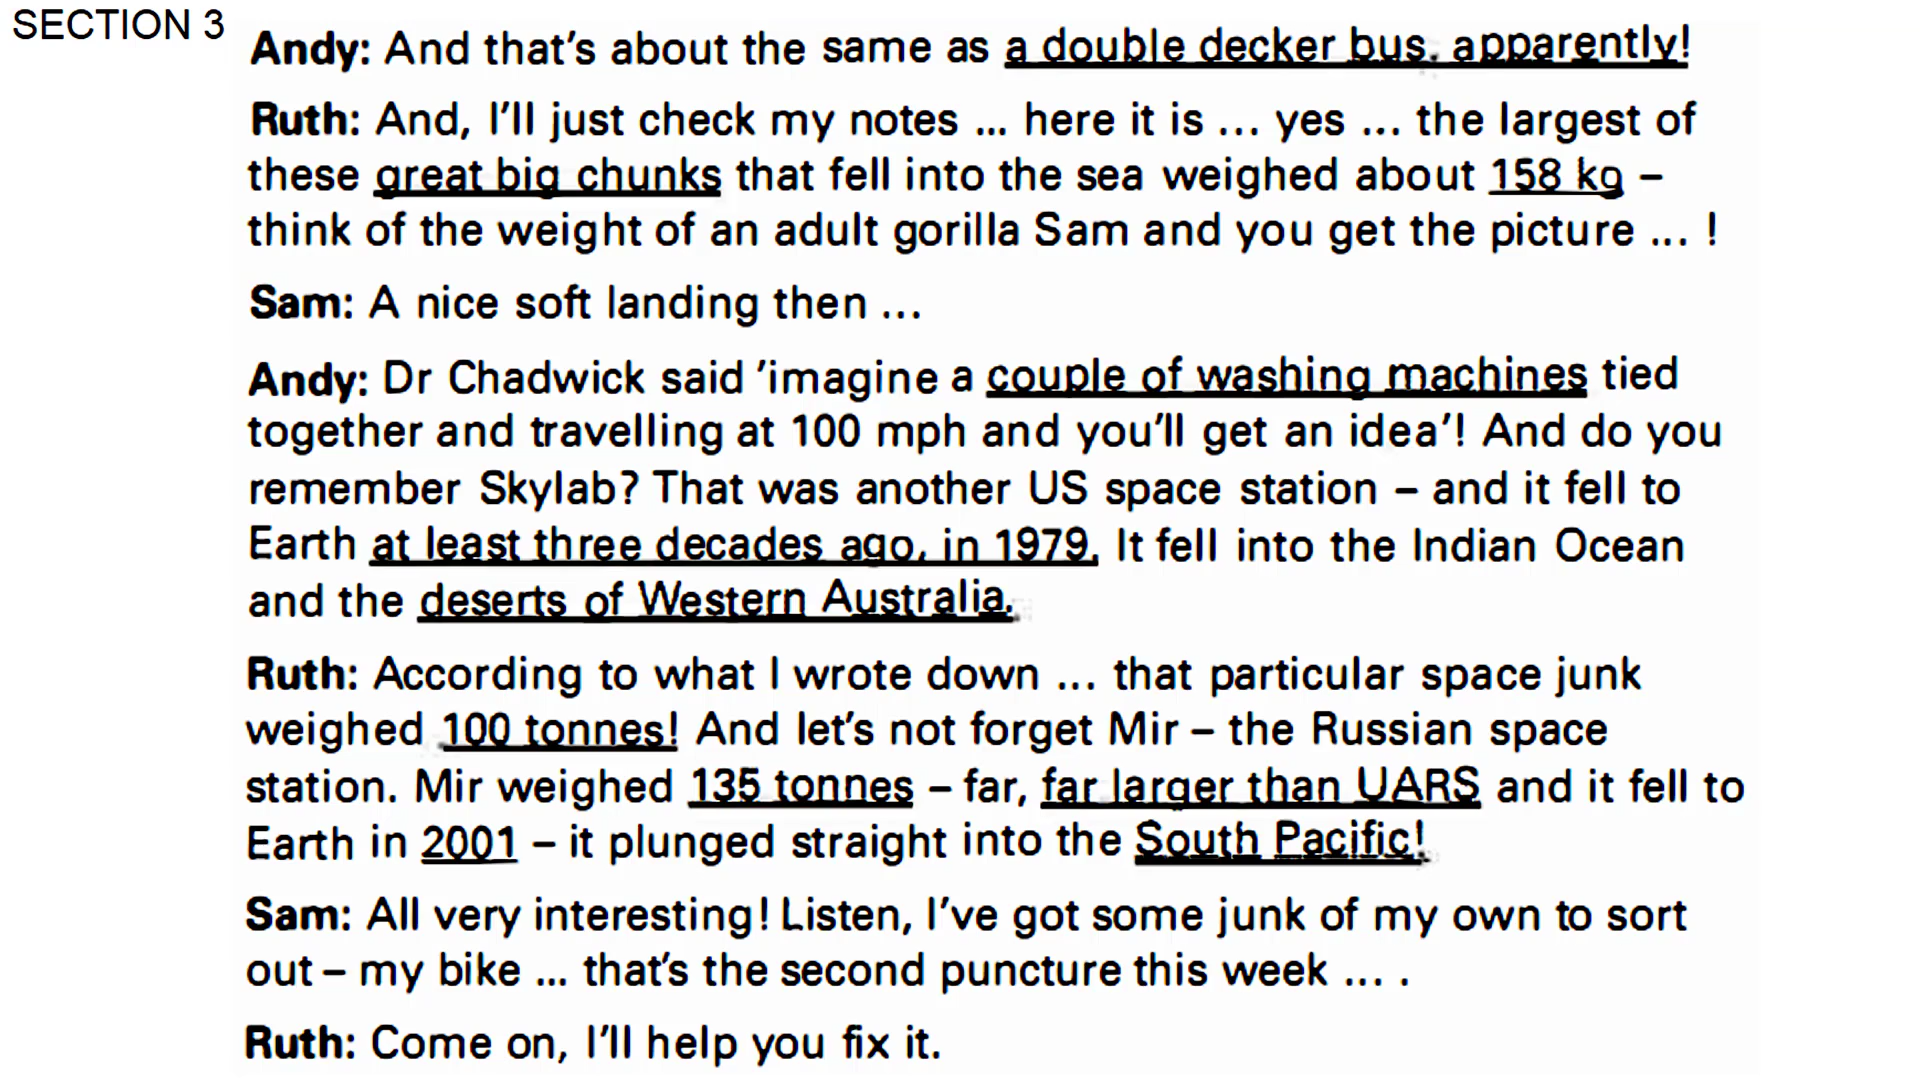 SECTION 3
Andy: And that's about the same as a double decker bus, apparently!
Ruth: And, I'll just check my notes ... here it is ... yes ... the largest of
these great big chunks that fell into the sea weighed about 158 kg –
think of the weight of an adult gorilla Sam and you get the picture ... !
Sam: A nice soft landing then ...
Andy: Dr Chadwick said 'imagine a couple of washing machines tied
together and travelling at 100 mph and you'll get an idea'! And do you
remember Skylab? That was another US space station – and it fell to
Earth at least three decades ago, in 1979. It fell into the Indian Ocean
and the deserts of Western Australia.
Ruth: According to what I wrote down ... that particular space junk
weighed 100 tonnes! And let's not forget Mir – the Russian space
station. Mir weighed 135 tonnes – far, far larger than UARS and it fell to
Earth in 2001 – it plunged straight into the South Pacific!
Sam: All very interesting! Listen, I've got some junk of my own to sort
out – my bike ... that's the second puncture this week ... .
Ruth: Come on, I'll help you fix it.